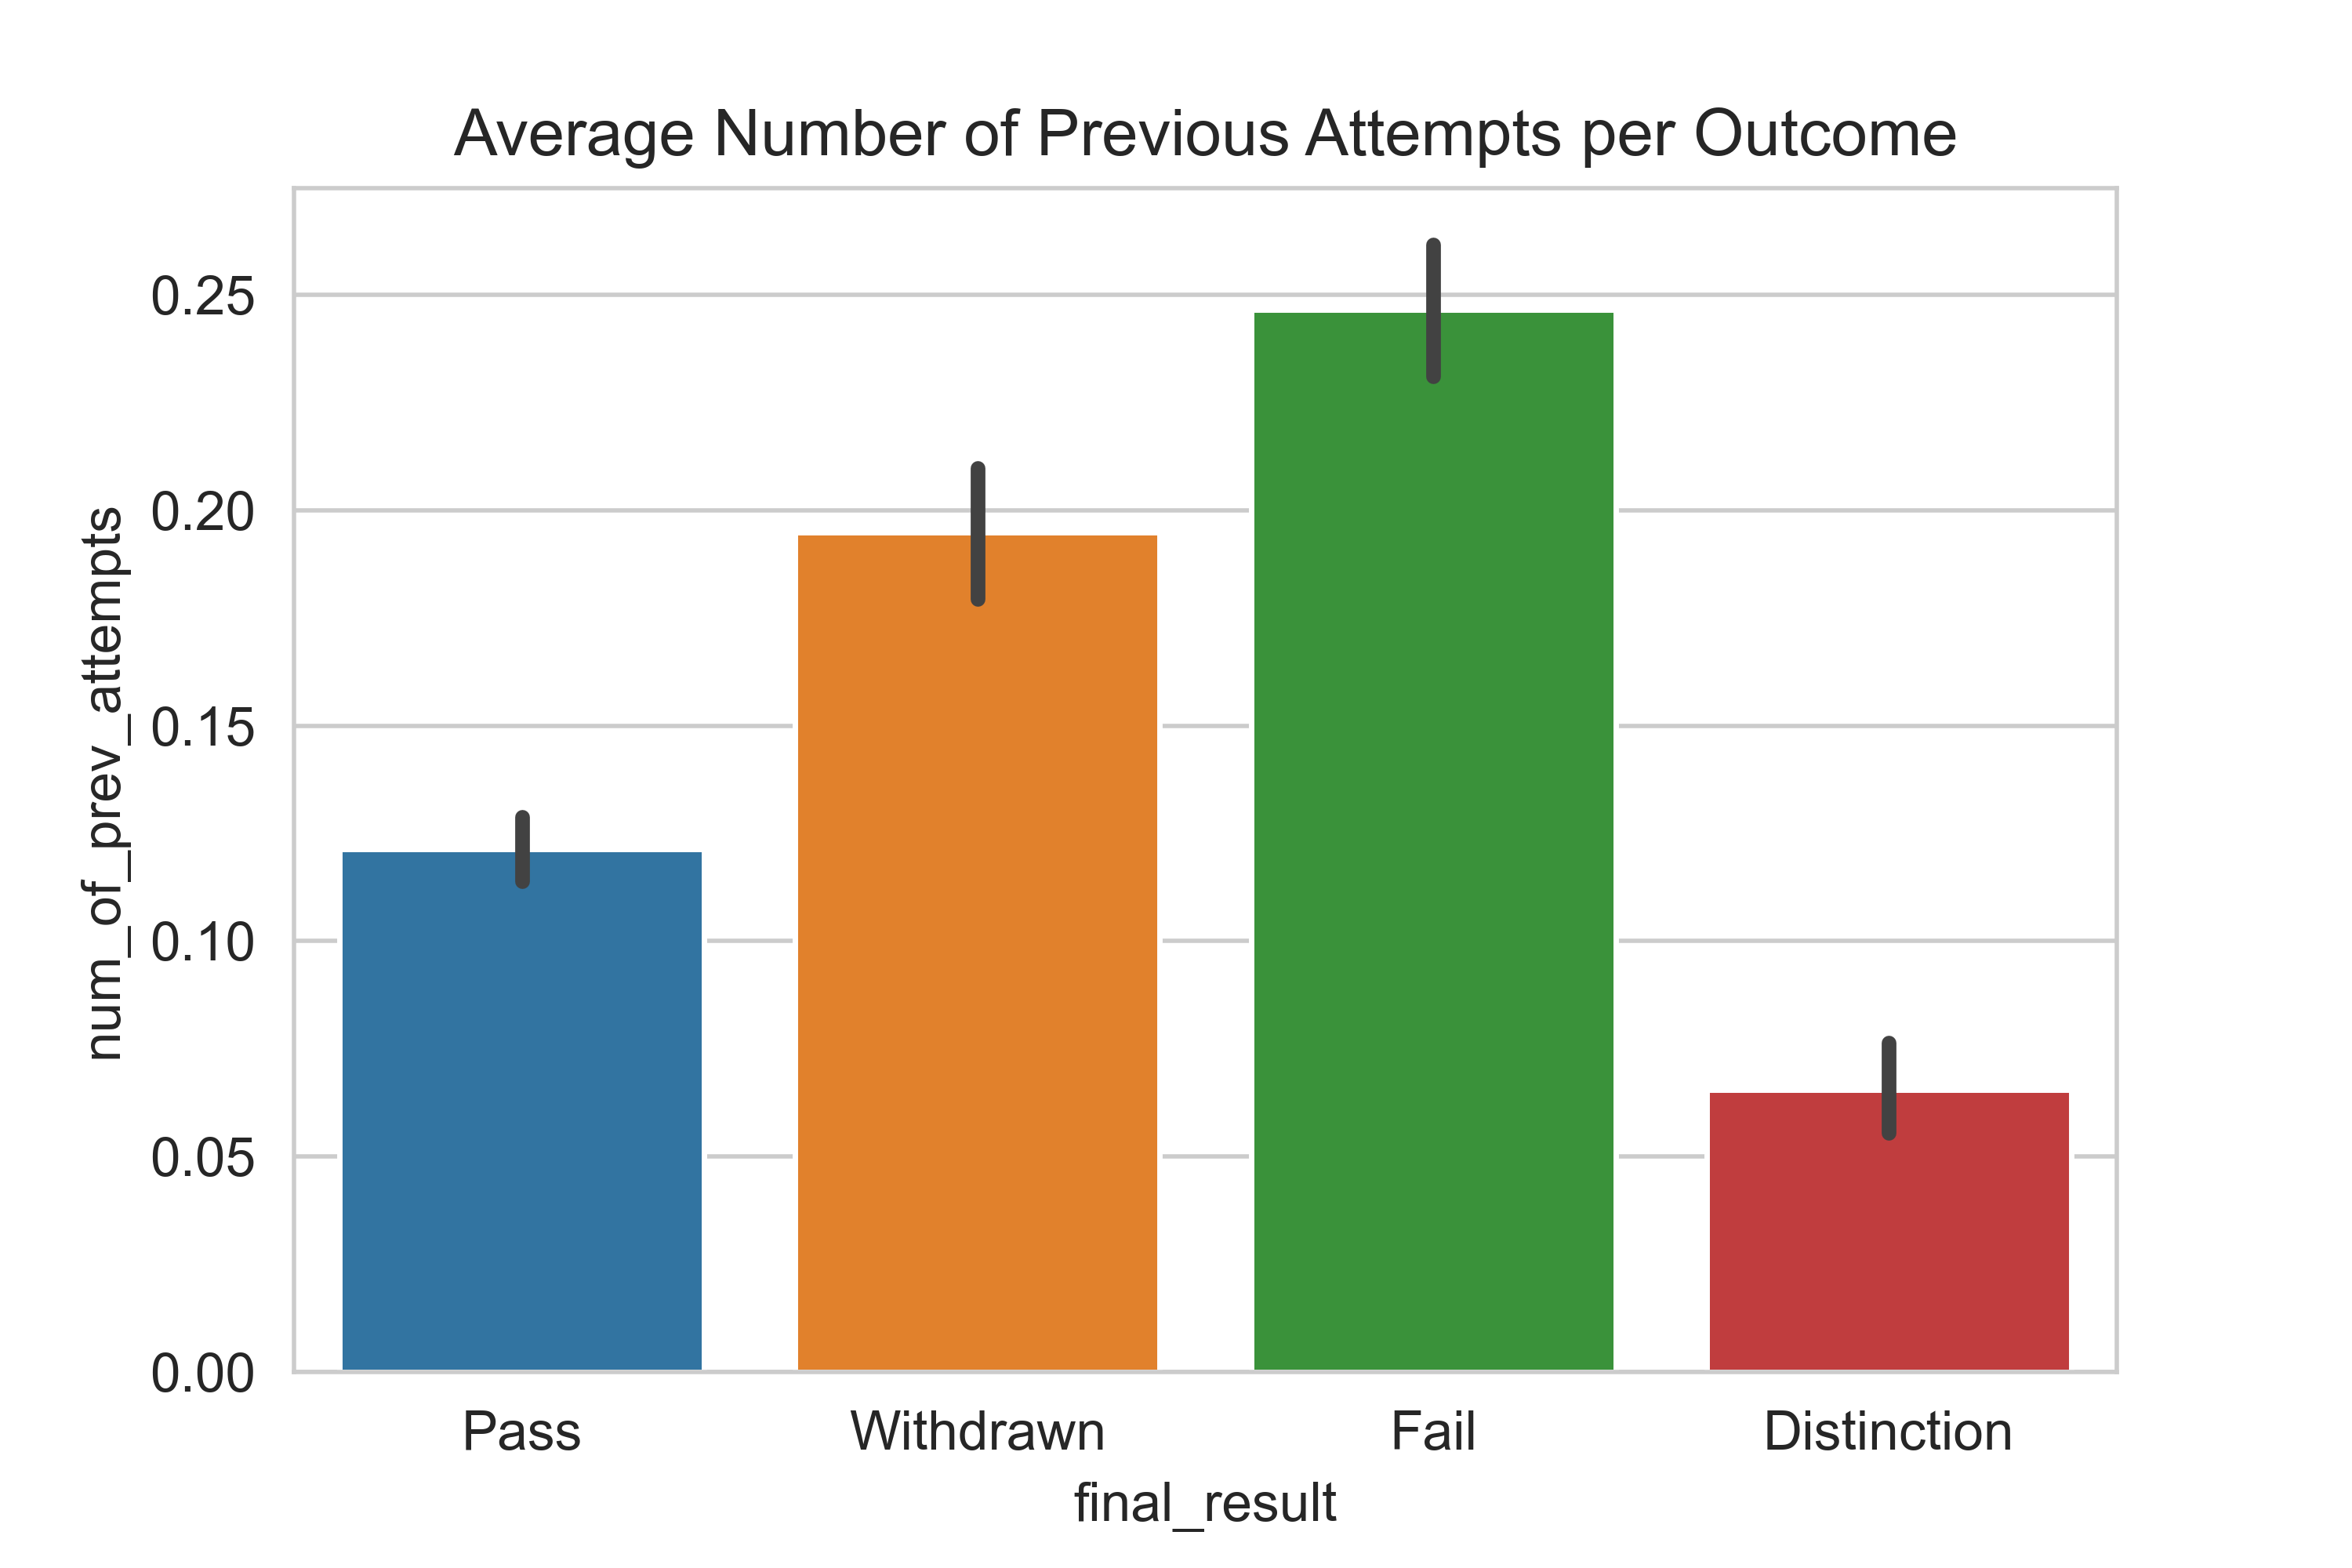 Average Number of Previous Attempts per Outcome
num_of_prev_attempts
0.25
0.20
0.15
0.10
0.05
0.00
Pass Withdrawn Fail Distinction
final_result